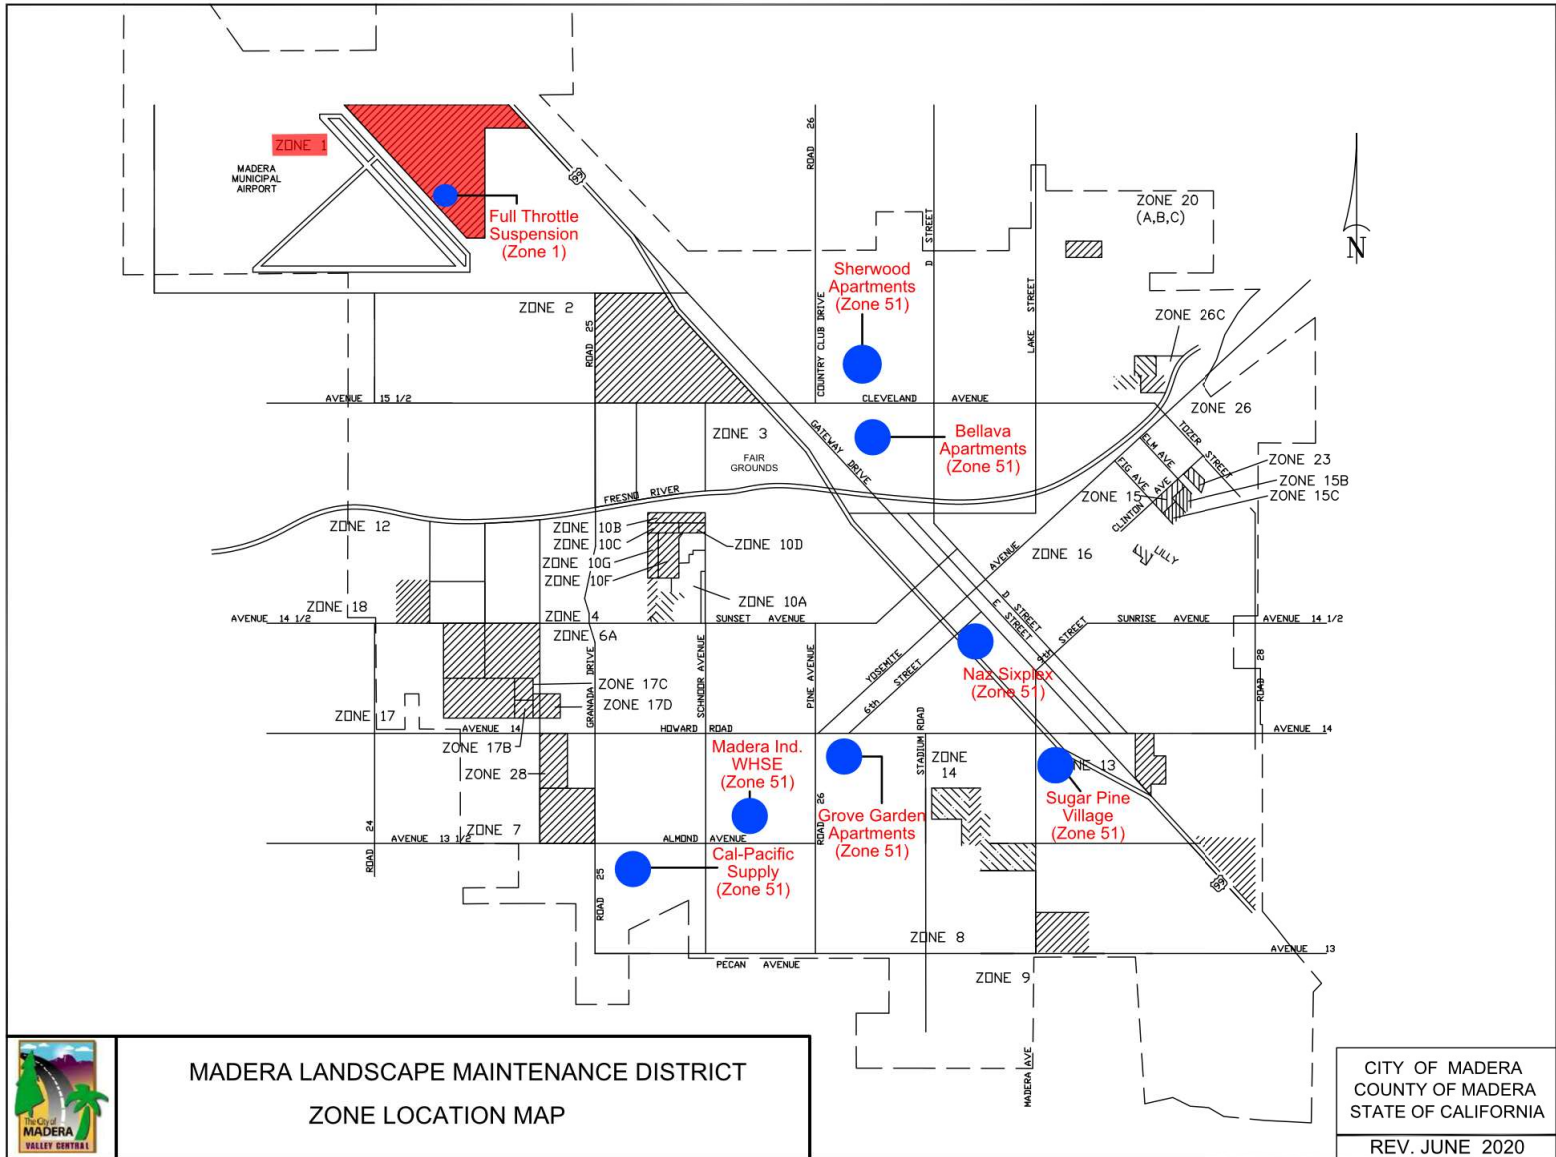 ZONE 1
MADERA
MUNICIPAL
AIRPORT
Full Throttle
Suspension
(Zone 1)
99
ROAD 26
D STREET
ZONE 20
(A,B,C)
N
Sherwood
Apartments
(Zone 51)
COUNTRY CLUB DRIVE
LAKE STREET
ZONE 2
ROAD 25
ZONE 26C
AVENUE 15 1/2
CLEVELAND AVENUE
ZONE 26
GATEWAY DRIVE
Bellava
Apartments
(Zone 51)
ZONE 3
FAIR
GROUNDS
TOZER STREET
ELM AVE
FIG AVE
CLINTON AVE
ZONE 23
ZONE 15B
ZONE 15
ZONE 15C
FRESNO RIVER
ZONE 12
ZONE 10B
ZONE 10C
ZONE 10D
ZONE 10G
ZONE 10F
ZONE 10A
AVENUE
ZONE 16
LILLY
ZONE 18
ZONE 4
AVENUE 14 1/2
SUNSET AVENUE
D STREET
E STREET
9th STREET
SUNRISE AVENUE
AVENUE 14 1/2
ZONE 6A
GRANADA DRIVE
SCHNOOR AVENUE
PINE AVENUE
YOSEMITE
6th STREET
Naz Sixplex
(Zone 51)
ROAD 28
ZONE 17C
ZONE 17D
ZONE 17
AVENUE 14
HOWARD ROAD
STADIUM ROAD
AVENUE 14
ZONE 17B
ZONE 28
Madera Ind.
WHSE
(Zone 51)
ZONE
14
NE 13
Sugar Pine
Village
(Zone 51)
Grove Garden
Apartments
(Zone 51)
ROAD 26
ROAD 24
ZONE 7
AVENUE 13 1/2
ALMOND AVENUE
Cal-Pacific
Supply
(Zone 51)
ROAD 25
99
ZONE 8
AVENUE 13
PECAN AVENUE
ZONE 9
MADERA AVE
The City of
MADERA
VALLEY CENTRAL
MADERA LANDSCAPE MAINTENANCE DISTRICT
ZONE LOCATION MAP
CITY OF MADERA
COUNTY OF MADERA
STATE OF CALIFORNIA
REV. JUNE 2020